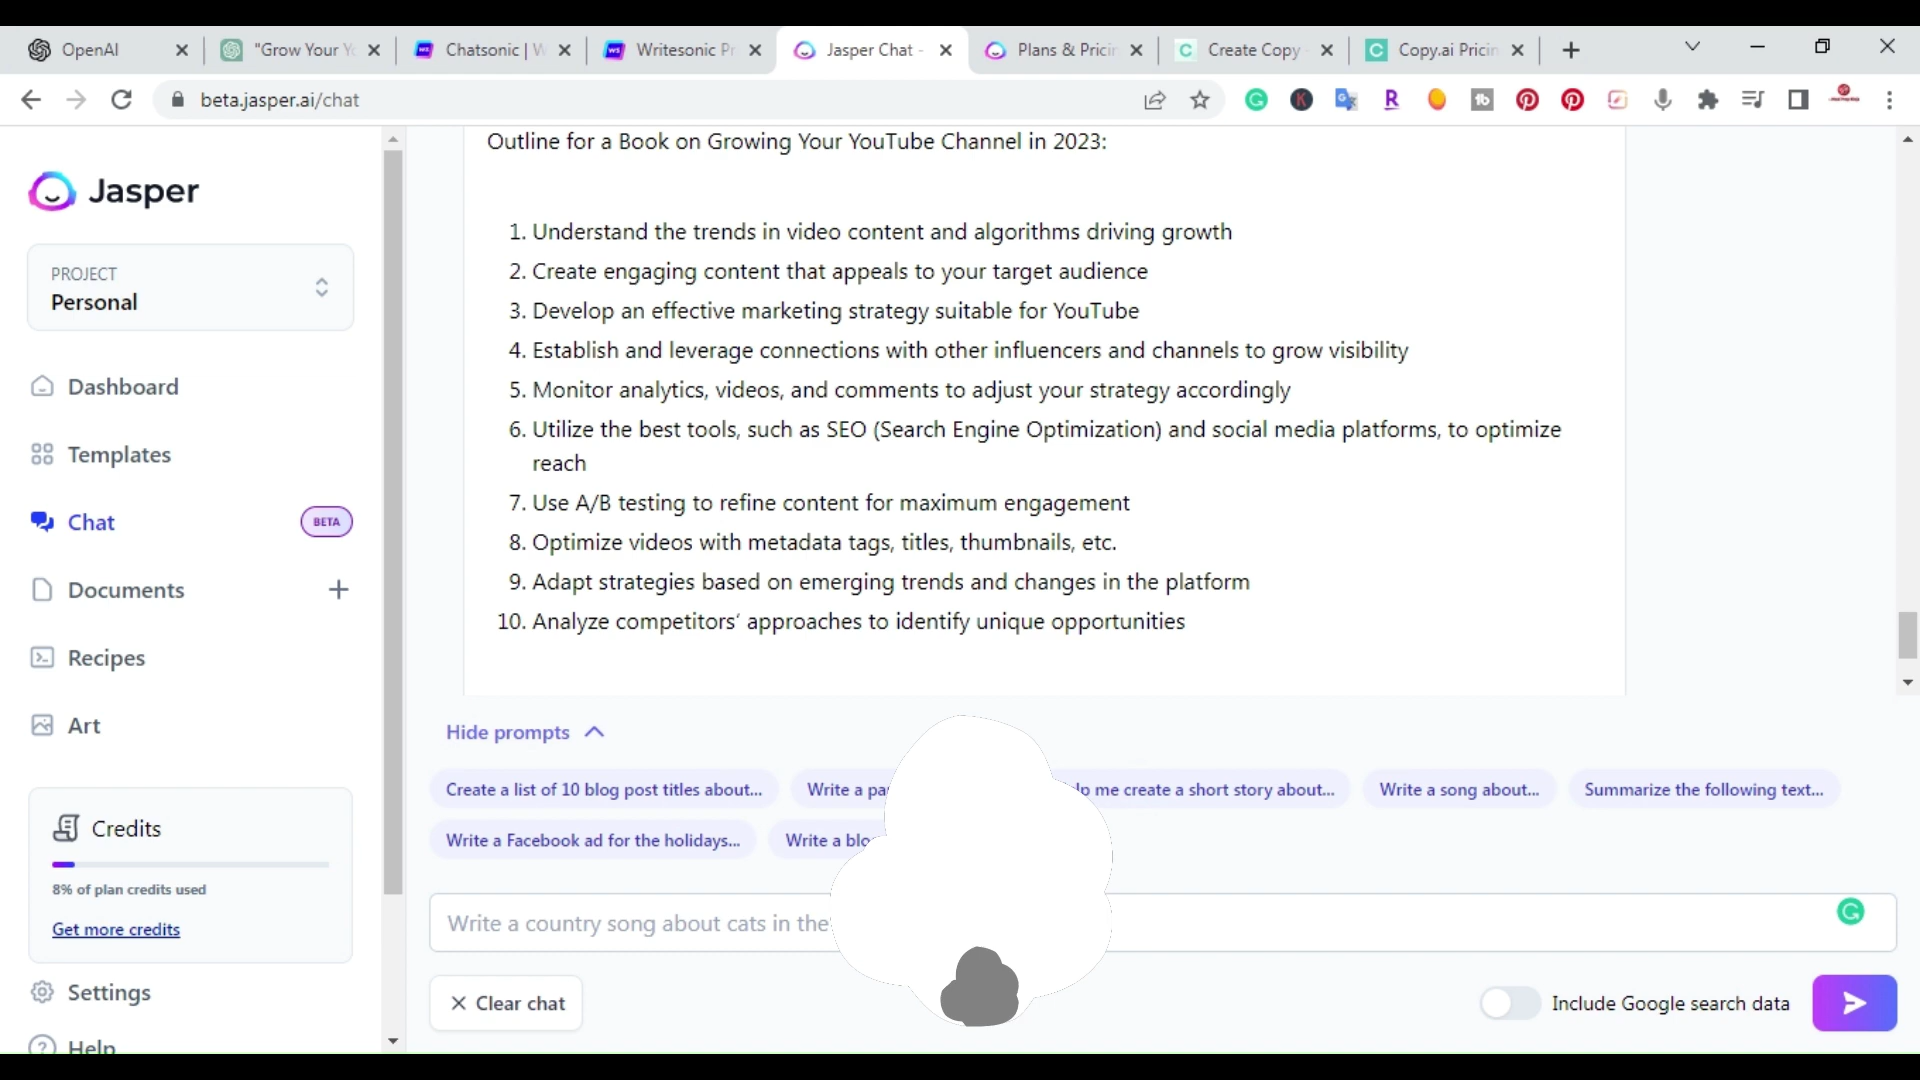 OpenAI
"Grow Your Yo
Chatsonic | W
Writesonic Pr
Jasper Chat -
Plans & Pricin
Create Copy -
Copy.ai Pricin
beta.jasper.ai/chat
Jasper
PROJECT
Personal
Dashboard
Templates
Chat
BETA
Documents
Recipes
Art
Credits
8% of plan credits used
Get more credits
Settings
Help
Outline for a Book on Growing Your YouTube Channel in 2023:
1. Understand the trends in video content and algorithms driving growth
2. Create engaging content that appeals to your target audience
3. Develop an effective marketing strategy suitable for YouTube
4. Establish and leverage connections with other influencers and channels to grow visibility
5. Monitor analytics, videos, and comments to adjust your strategy accordingly
6. Utilize the best tools, such as SEO (Search Engine Optimization) and social media platforms, to optimize
reach
7. Use A/B testing to refine content for maximum engagement
8. Optimize videos with metadata tags, titles, thumbnails, etc.
9. Adapt strategies based on emerging trends and changes in the platform
10. Analyze competitors' approaches to identify unique opportunities
Hide prompts
Create a list of 10 blog post titles about...
Write a pa
lp me create a short story about...
Write a song about...
Summarize the following text...
Write a Facebook ad for the holidays...
Write a blo
Write a country song about cats in the
Clear chat
Include Google search data